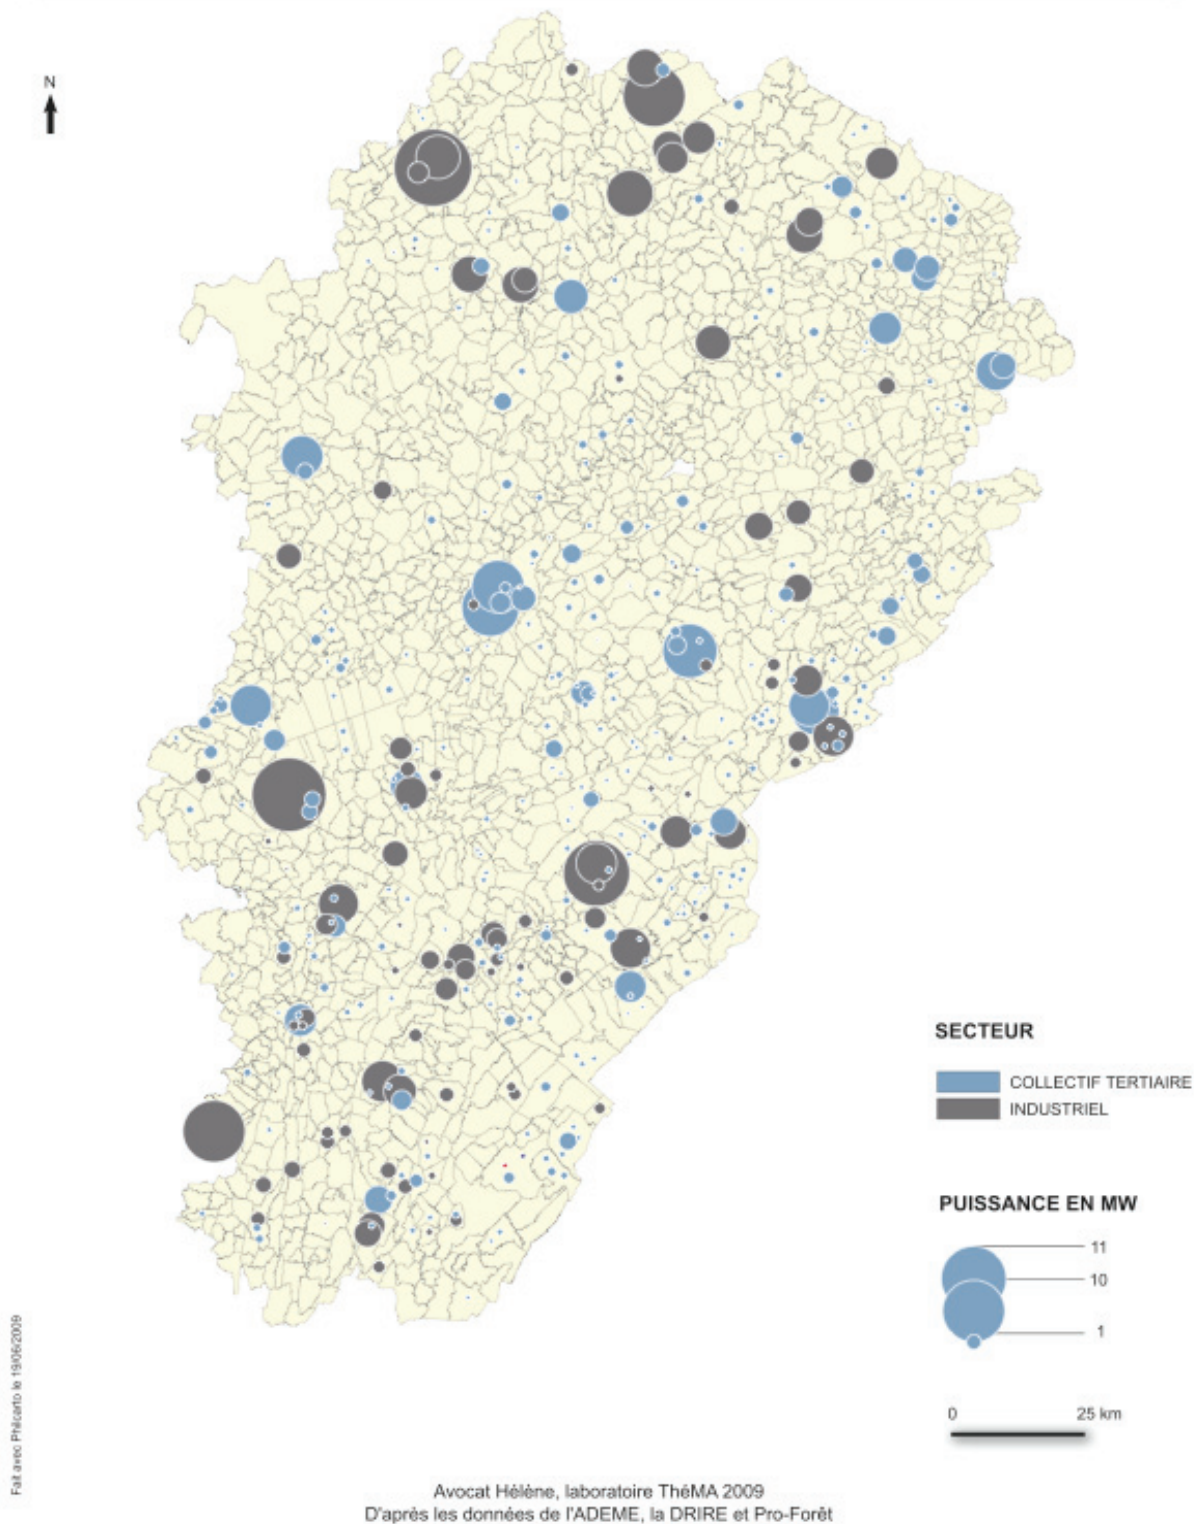 N
SECTEUR
COLLECTIF TERTIAIRE
INDUSTRIEL
PUISSANCE EN MW
11
10
1
0 25 km
Fait avec Philcarto le 19/06/2009
Avocat Hélène, laboratoire ThéMA 2009
D'après les données de l'ADEME, la DRIRE et Pro-Forêt